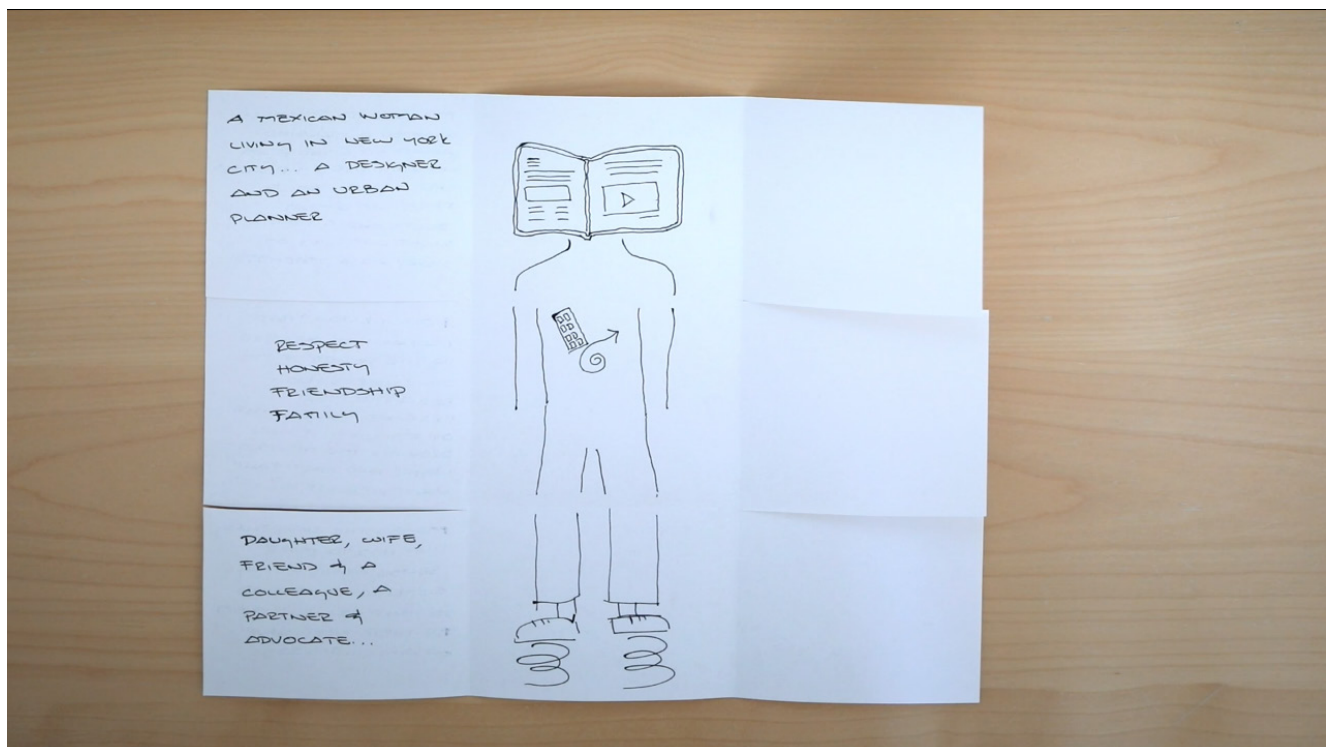 A MEXICAN WOMAN
LIVING IN NEW YORK
CITY... A DESIGNER
AND AN URBAN
PLANNER
RESPECT
HONESTY
FRIENDSHIP
FAMILY
DAUGHTER, WIFE,
FRIEND & A
COLLEAGUE, A
PARTNER &
ADVOCATE...